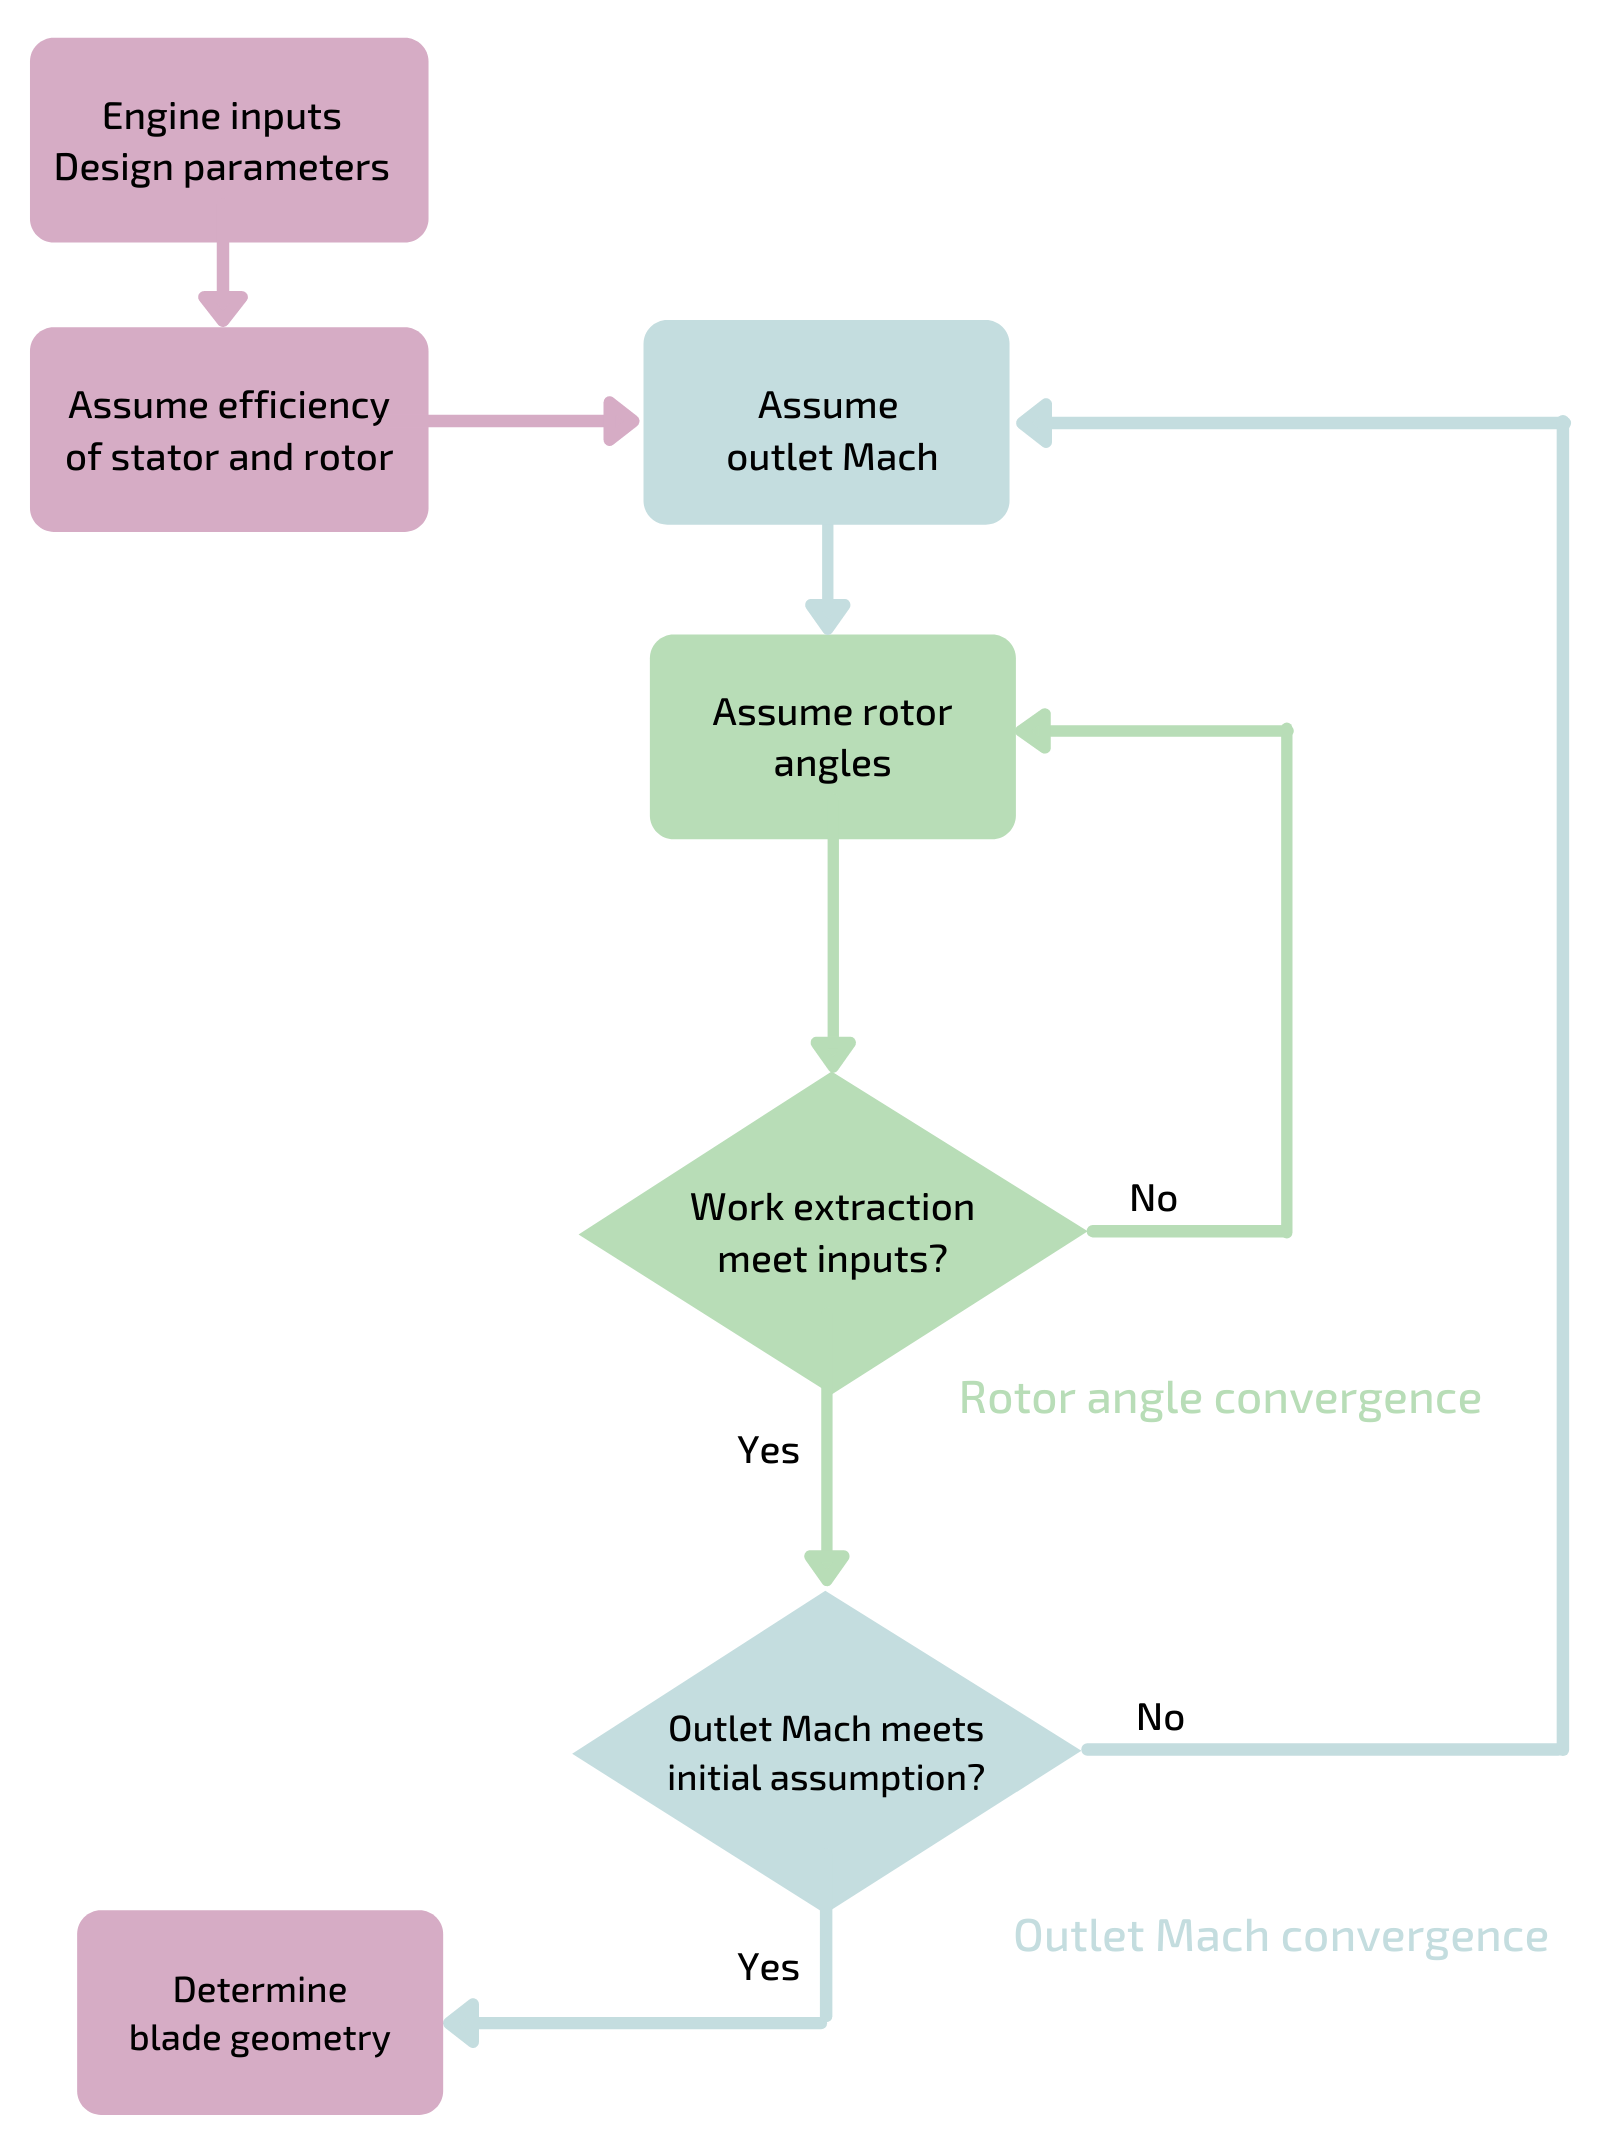 Engine inputs
Design parameters
Assume efficiency
of stator and rotor
Assume
outlet Mach
Assume rotor
angles
Work extraction
meet inputs?
No
Rotor angle convergence
Yes
Outlet Mach meets
initial assumption?
No
Outlet Mach convergence
Yes
Determine
blade geometry